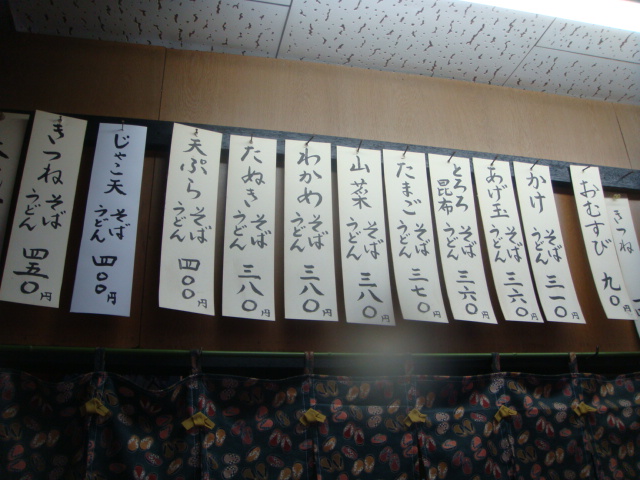 きつね そば うどん 四五〇円
じゃこ天 そば うどん 四〇〇円
天ぷら そば うどん 四〇〇円
たぬき そば うどん 三八〇円
わかめ そば うどん 三八〇円
山菜 そば うどん 三八〇円
たまご そば うどん 三七〇円
とろろ昆布 そば うどん 三六〇円
あげ玉 そば うどん 三六〇円
かけ そば うどん 三一〇円
おむすび 九〇円
きつね